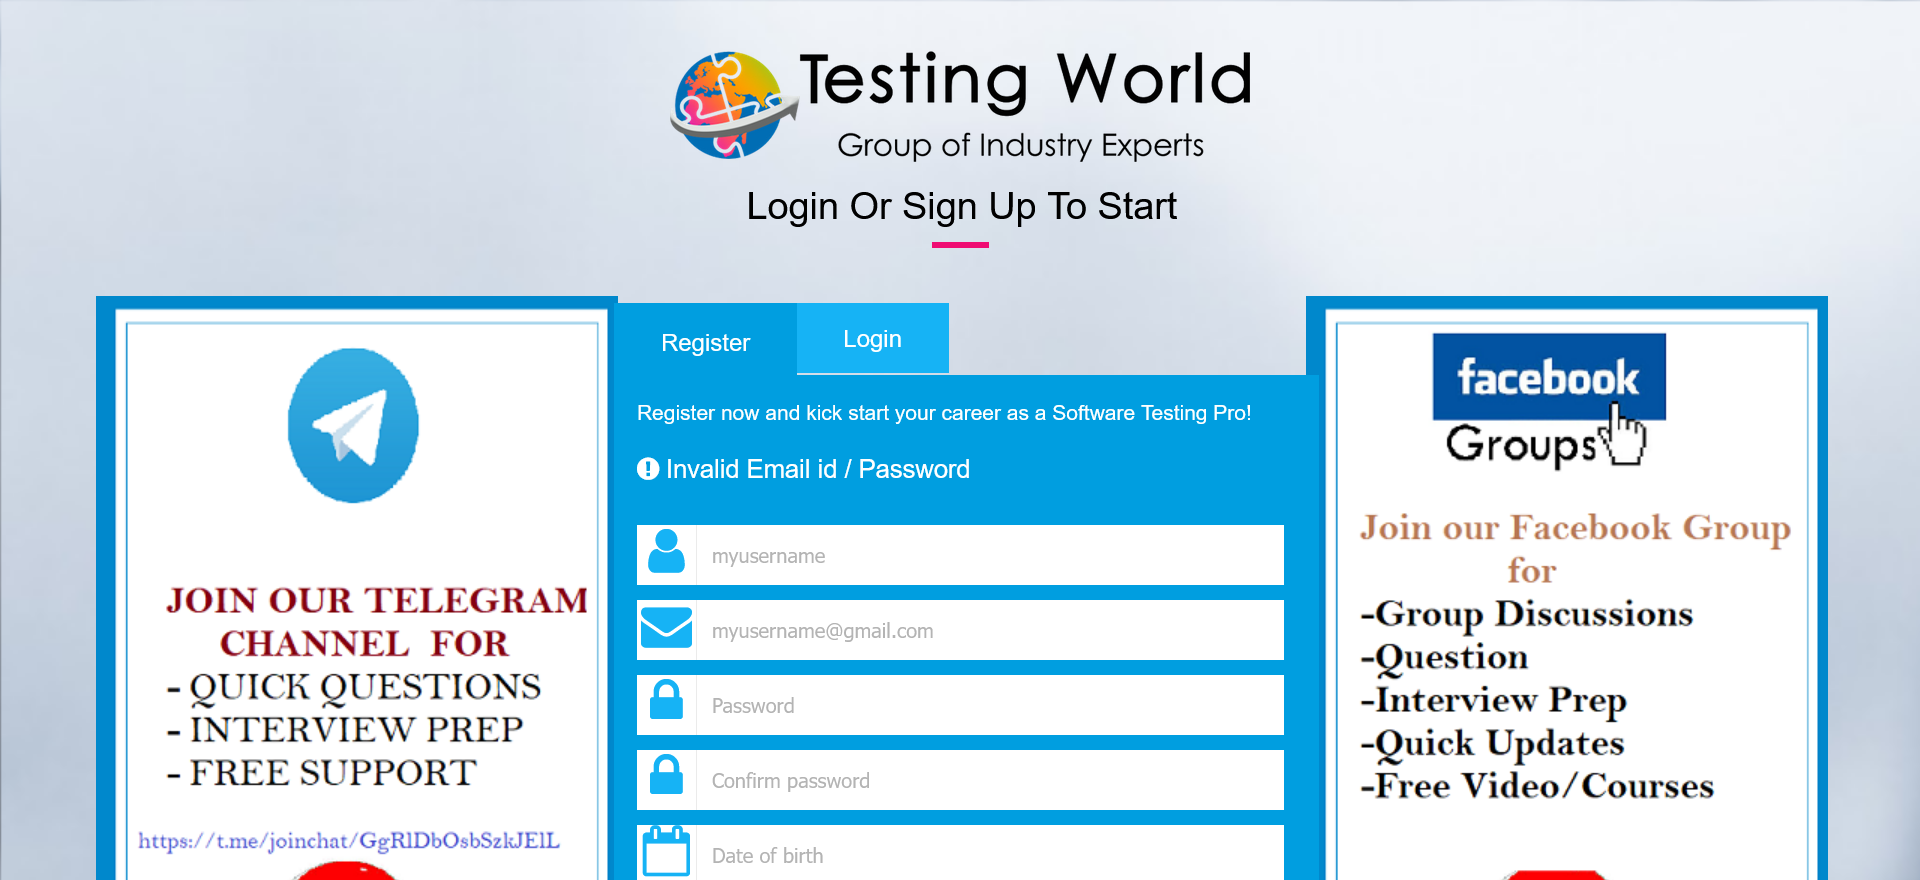 Testing World
Group of Industry Experts
Login Or Sign Up To Start
JOIN OUR TELEGRAM
CHANNEL FOR
- QUICK QUESTIONS
- INTERVIEW PREP
- FREE SUPPORT
https://t.me/joinchat/GgRlDbOsbSzkJElL
Register
Login
Register now and kick start your career as a Software Testing Pro!
Invalid Email id / Password
myusername
myusername@gmail.com
Password
Confirm password
Date of birth
facebook
Groups
Join our Facebook Group
for
-Group Discussions
-Question
-Interview Prep
-Quick Updates
-Free Video/Courses